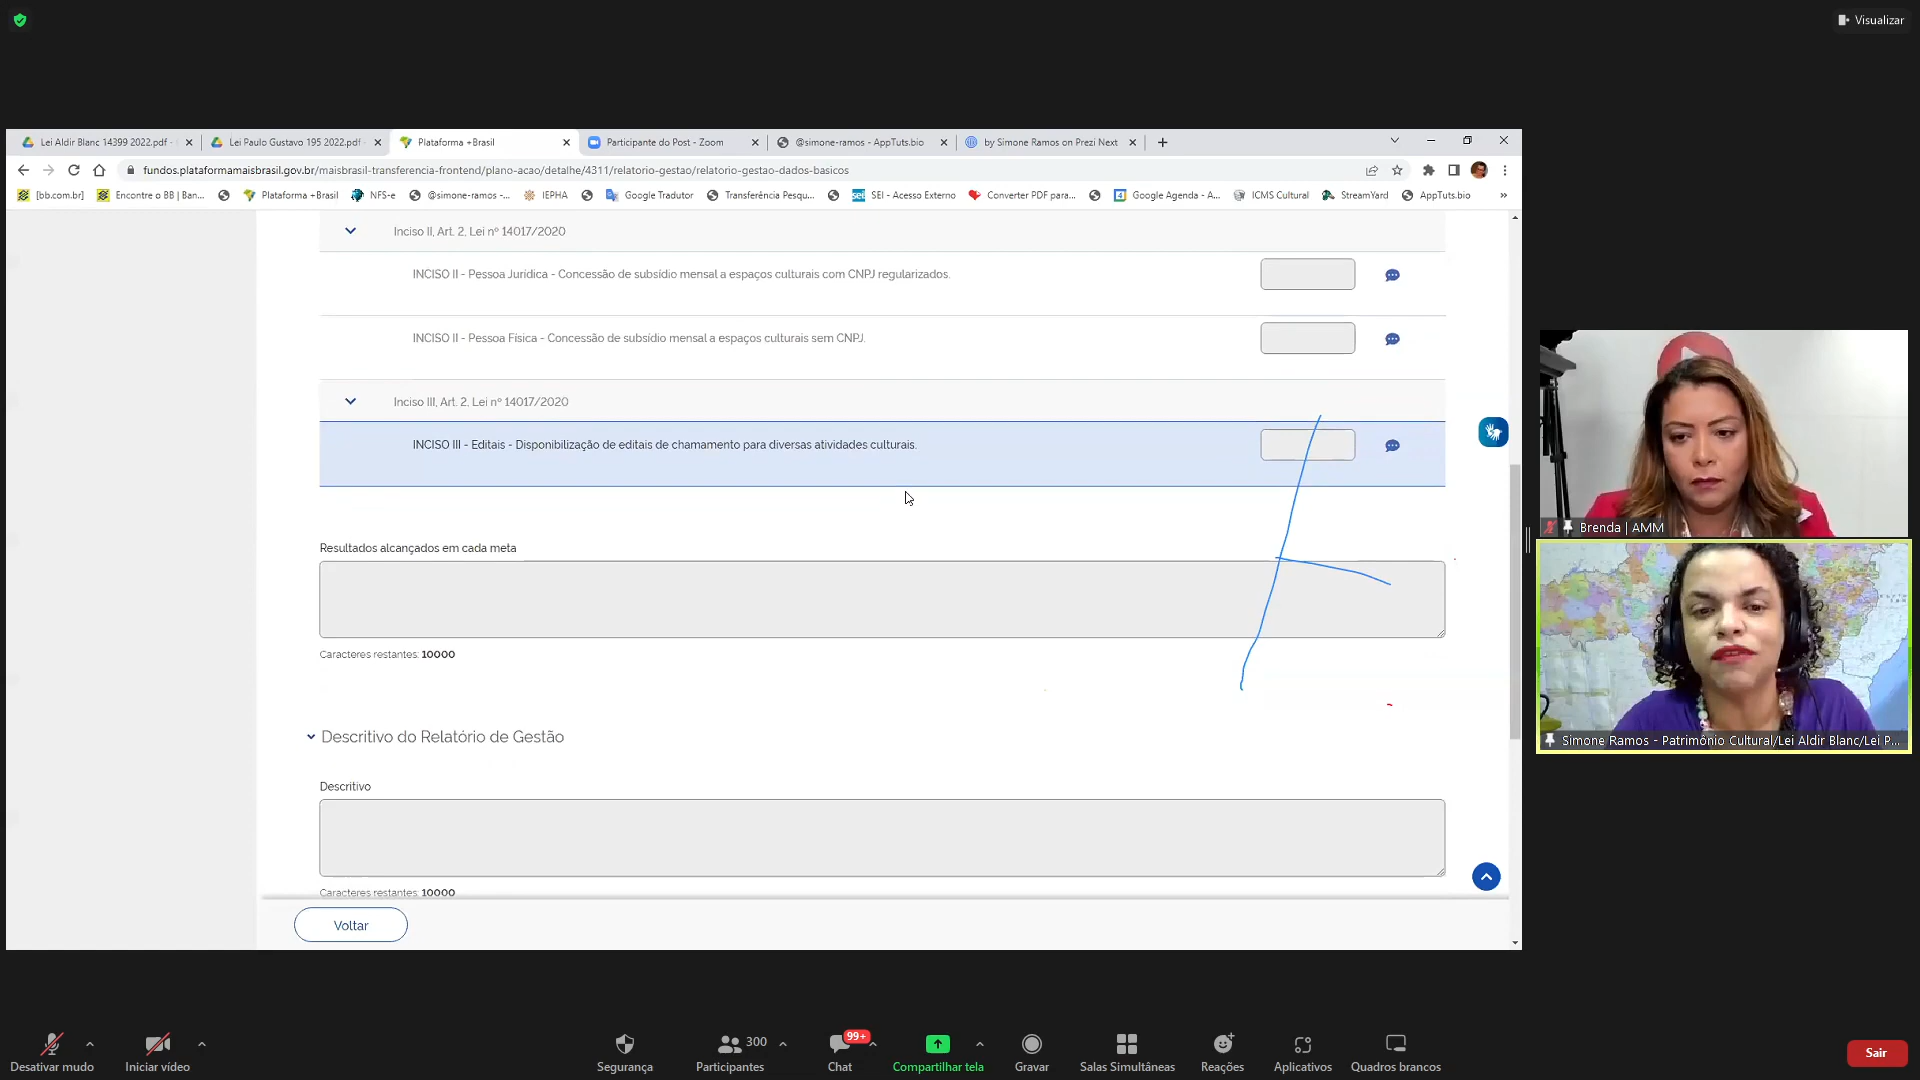 Visualizar
Lei Aldir Blanc 14399 2022.pdf -
Lei Paulo Gustavo 195 2022.pdf -
Plataforma +Brasil
Participante do Post - Zoom
@simone-ramos - AppTuts.bio
by Simone Ramos on Prezi Next
fundos.plataformamaisbrasil.gov.br/maisbrasil-transferencia-frontend/plano-acao/detalhe/4311/relatorio-gestao/relatorio-gestao-dados-basicos
[bb.com.br]
Encontre o BB | Ban...
Plataforma +Brasil
NFS-e
@simone-ramos -...
IEPHA
Google Tradutor
Transferência Pesqu...
sei
SEI - Acesso Externo
Converter PDF para...
Google Agenda - A...
ICMS Cultural
StreamYard
AppTuts.bio
»
Inciso II, Art. 2, Lei nº 14017/2020
INCISO II - Pessoa Jurídica - Concessão de subsídio mensal a espaços culturais com CNPJ regularizados.
INCISO II - Pessoa Física - Concessão de subsídio mensal a espaços culturais sem CNPJ.
Inciso III, Art. 2, Lei nº 14017/2020
INCISO III - Editais - Disponibilização de editais de chamamento para diversas atividades culturais.
Resultados alcançados em cada meta
Caracteres restantes: 10000
Descritivo do Relatório de Gestão
Descritivo
Caracteres restantes: 10000
Voltar
Brenda | AMM
Simone Ramos - Patrimônio Cultural/Lei Aldir Blanc/Lei P...
Desativar mudo
Iniciar vídeo
Segurança
300
Participantes
99+
Chat
Compartilhar tela
Gravar
Salas Simultâneas
Reações
Aplicativos
Quadros brancos
Sair